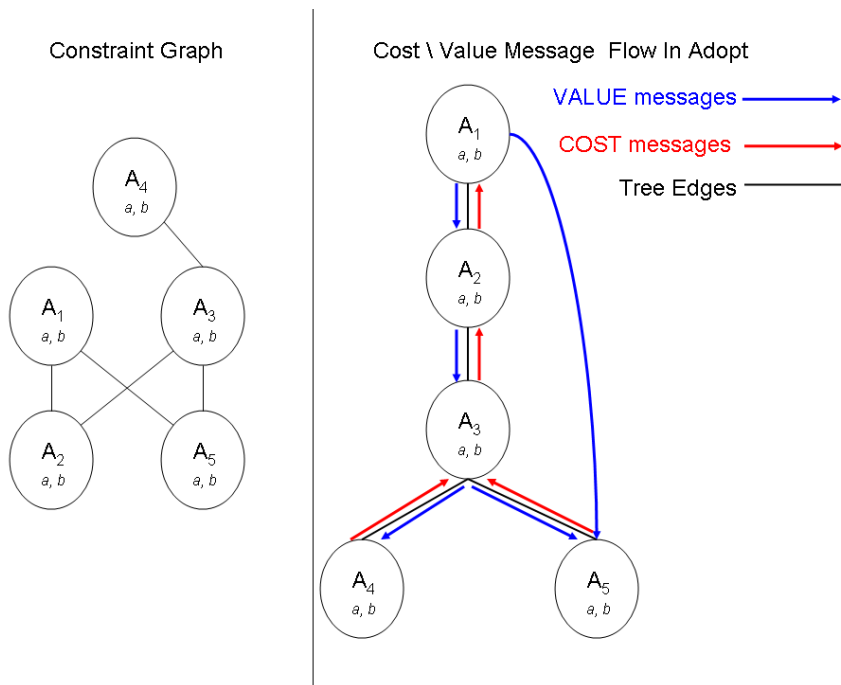 Constraint Graph
A₄
a, b
A₁
a, b
A₃
a, b
A₂
a, b
A₅
a, b
Cost \ Value Message Flow In Adopt
VALUE messages
COST messages
Tree Edges
A₁
a, b
A₂
a, b
A₃
a, b
A₄
a, b
A₅
a, b